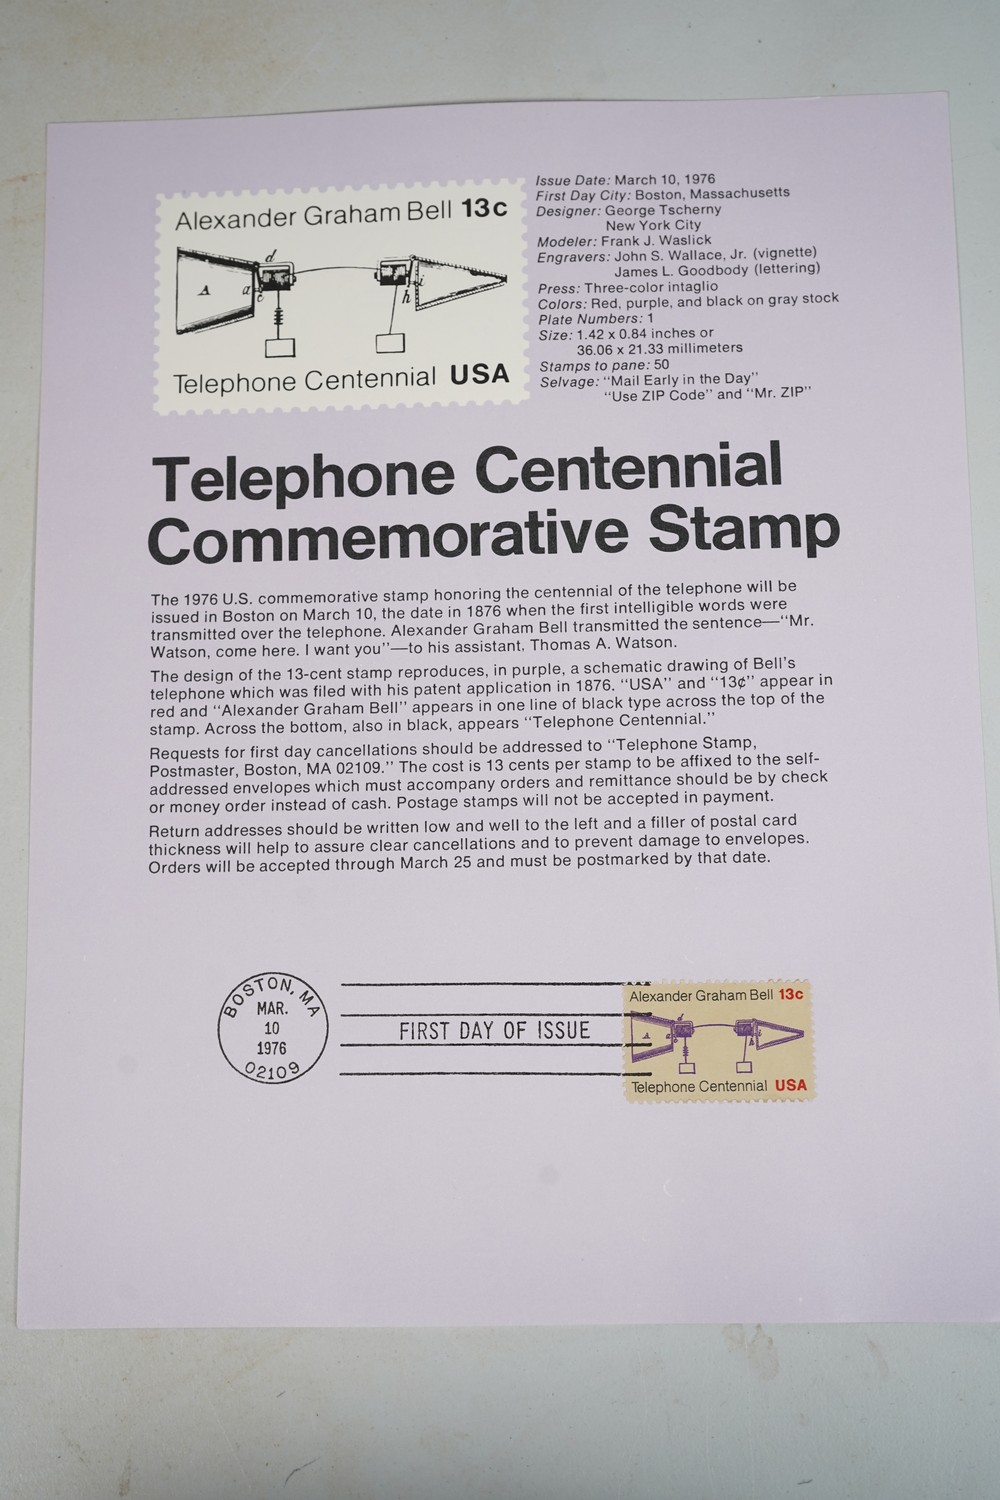 Alexander Graham Bell 13c
d
A a c h i
Telephone Centennial USA
Issue Date: March 10, 1976
First Day City: Boston, Massachusetts
Designer: George Tscherny
New York City
Modeler: Frank J. Waslick
Engravers: John S. Wallace, Jr. (vignette)
James L. Goodbody (lettering)
Press: Three-color intaglio
Colors: Red, purple, and black on gray stock
Plate Numbers: 1
Size: 1.42 x 0.84 inches or
36.06 x 21.33 millimeters
Stamps to pane: 50
Selvage: “Mail Early in the Day”
“Use ZIP Code” and “Mr. ZIP”
Telephone Centennial
Commemorative Stamp
The 1976 U.S. commemorative stamp honoring the centennial of the telephone will be
issued in Boston on March 10, the date in 1876 when the first intelligible words were
transmitted over the telephone. Alexander Graham Bell transmitted the sentence—“Mr.
Watson, come here. I want you”—to his assistant, Thomas A. Watson.
The design of the 13-cent stamp reproduces, in purple, a schematic drawing of Bell’s
telephone which was filed with his patent application in 1876. “USA” and “13¢” appear in
red and “Alexander Graham Bell” appears in one line of black type across the top of the
stamp. Across the bottom, also in black, appears “Telephone Centennial.”
Requests for first day cancellations should be addressed to “Telephone Stamp,
Postmaster, Boston, MA 02109.” The cost is 13 cents per stamp to be affixed to the self-
addressed envelopes which must accompany orders and remittance should be by check
or money order instead of cash. Postage stamps will not be accepted in payment.
Return addresses should be written low and well to the left and a filler of postal card
thickness will help to assure clear cancellations and to prevent damage to envelopes.
Orders will be accepted through March 25 and must be postmarked by that date.
BOSTON, MA
MAR.
10
1976
02109
FIRST DAY OF ISSUE
Alexander Graham Bell 13c
d
A a c h i
Telephone Centennial USA